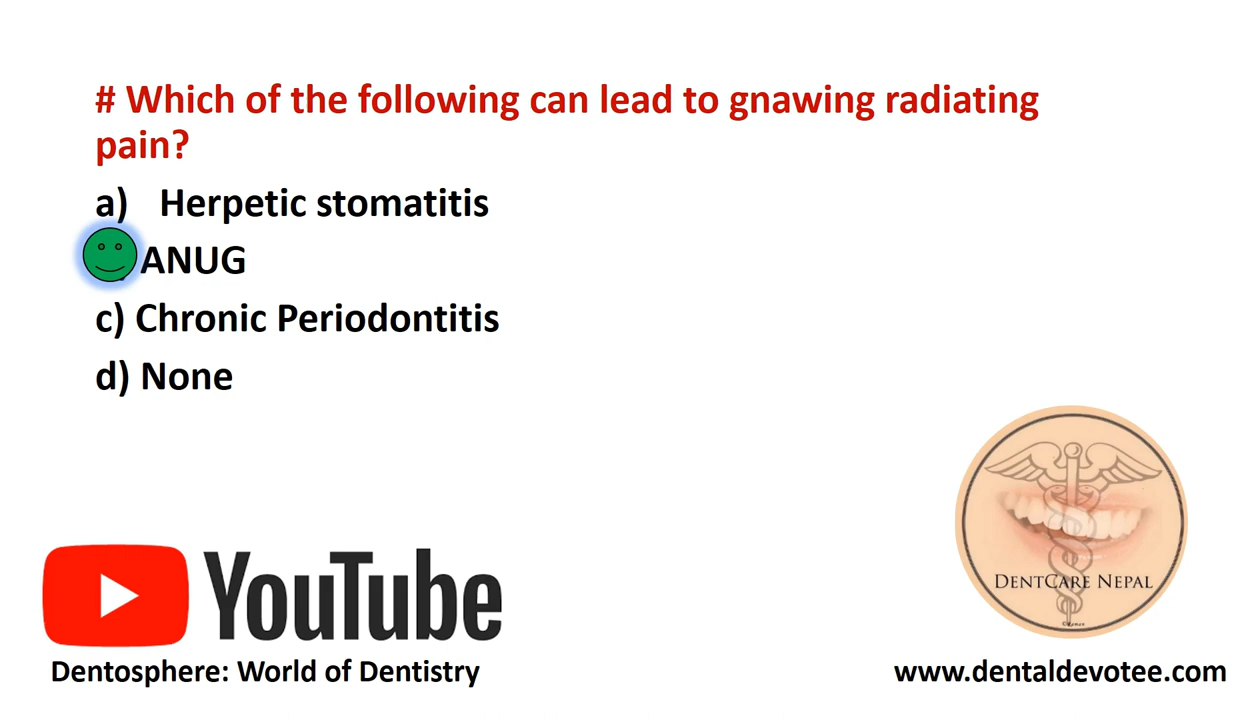 # Which of the following can lead to gnawing radiating
pain?
a) Herpetic stomatitis
ANUG
c) Chronic Periodontitis
d) None
DentCare Nepal
YouTube
Dentosphere: World of Dentistry
www.dentaldevotee.com